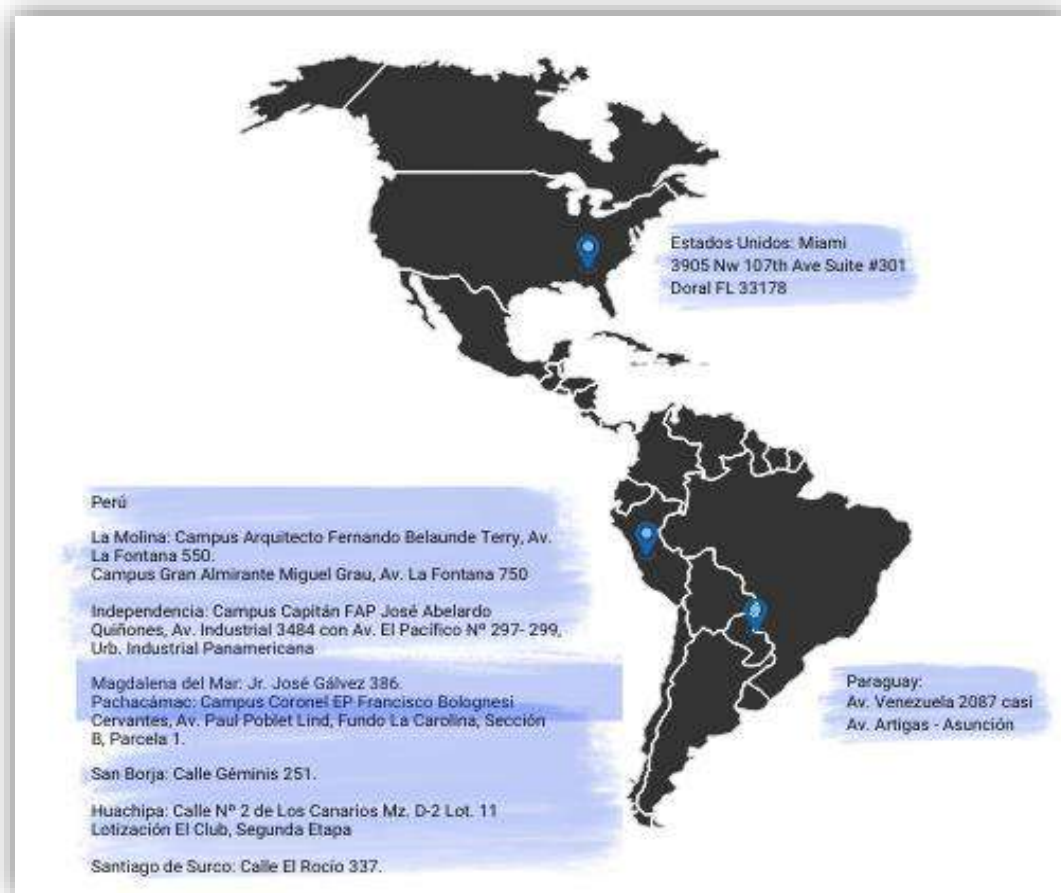 Estados Unidos: Miami
3905 Nw 107th Ave Suite #301
Doral FL 33178
Perú
La Molina: Campus Arquitecto Fernando Belaunde Terry, Av.
La Fontana 550.
Campus Gran Almirante Miguel Grau, Av. La Fontana 750
Independencia: Campus Capitán FAP José Abelardo
Quiñones, Av. Industrial 3484 con Av. El Pacífico Nº 297- 299,
Urb. Industrial Panamericana
Magdalena del Mar: Jr. José Gálvez 386.
Pachacámac: Campus Coronel EP Francisco Bolognesi
Cervantes, Av. Paul Poblet Lind, Fundo La Carolina, Sección
B, Parcela 1.
San Borja: Calle Géminis 251.
Huachipa: Calle Nº 2 de Los Canarios Mz. D-2 Lot. 11
Lotización El Club, Segunda Etapa
Santiago de Surco: Calle El Rocío 337.
Paraguay:
Av. Venezuela 2087 casi
Av. Artigas - Asunción